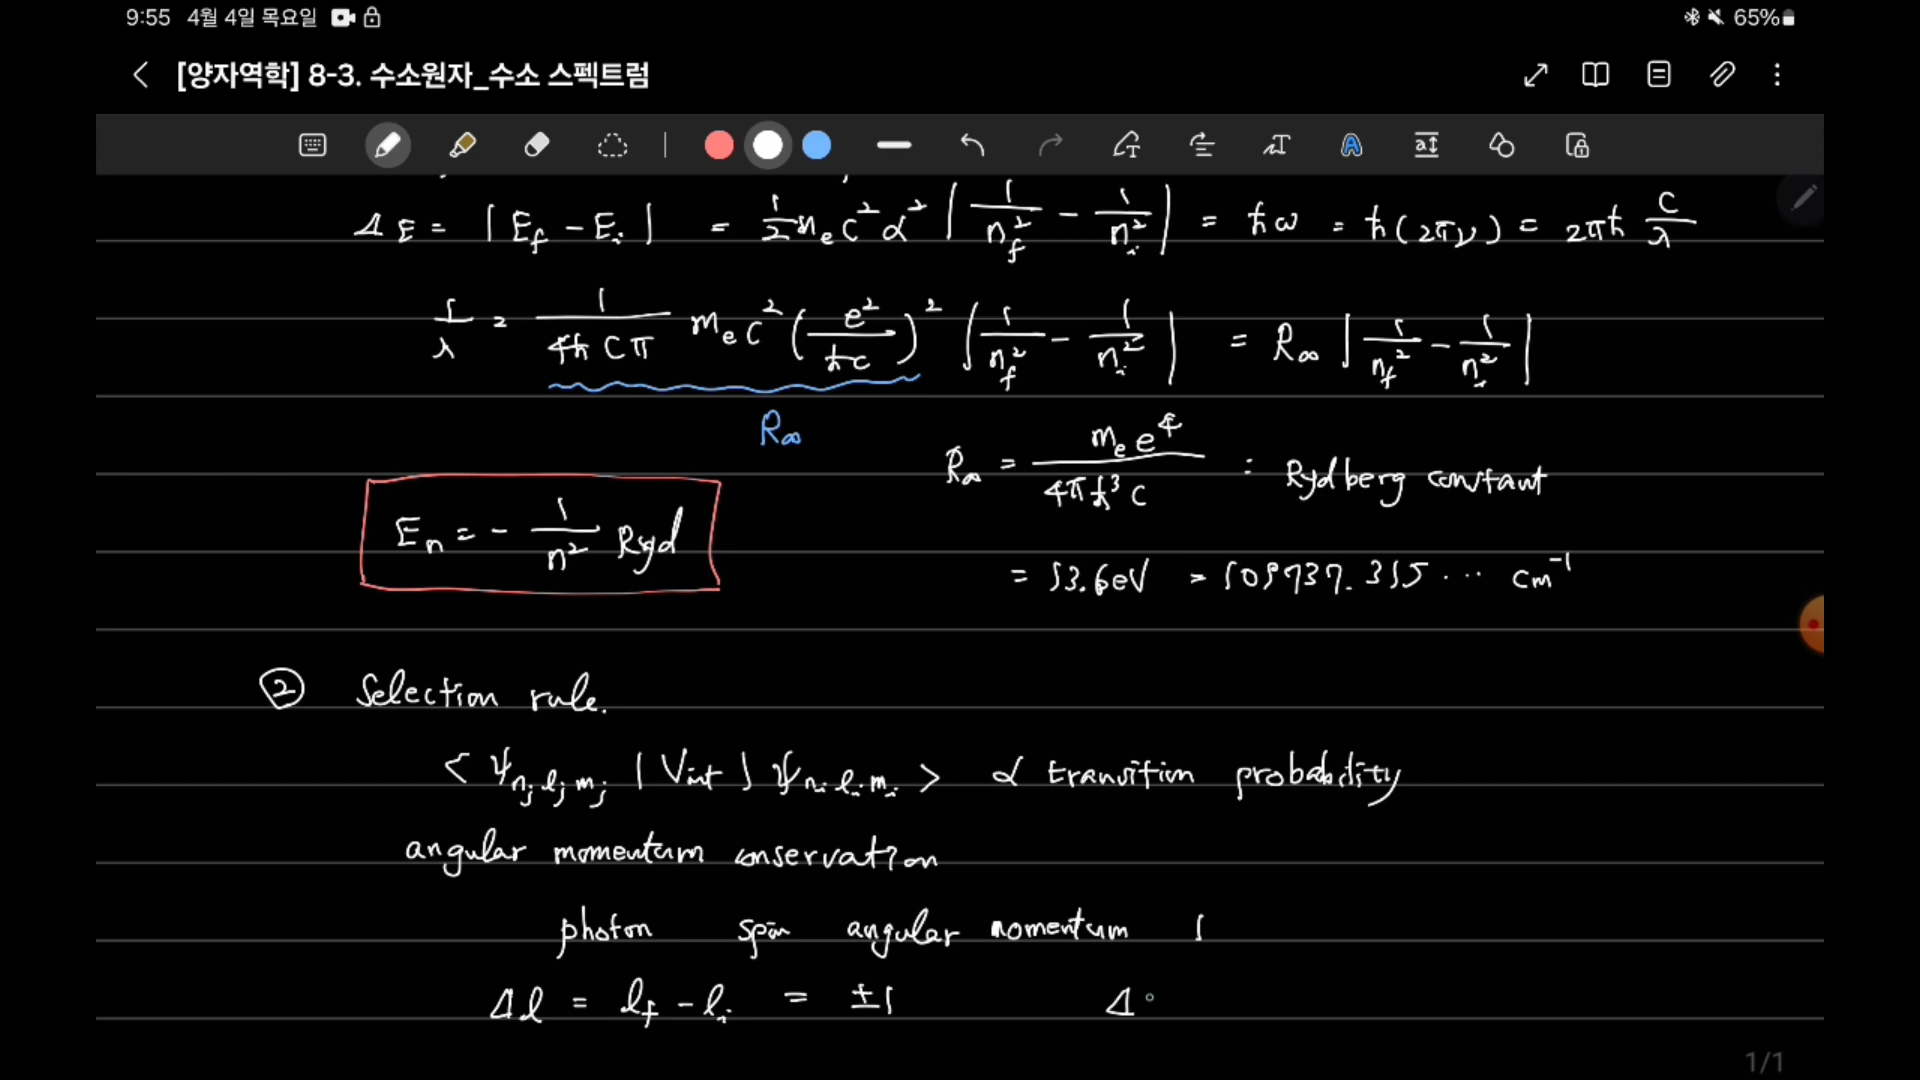 9:55 4월 4일 목요일 65%
[양자역학] 8-3. 수소원자_수소 스펙트럼
ΔE = |E_f - E_i| = 1/2 m_e c² α² |1/n_f² - 1/n_i²| = ħω = ħ(2πν) = 2πħ c/λ
1/λ = 1/(4ħcπ) m_e c² (e²/ħc)² |1/n_f² - 1/n_i²| = R∞ |1/n_f² - 1/n_i²|
R∞
R∞ = m_e e⁴/(4πħ³c) : Rydberg constant
E_n = - 1/n² Ryd
= 13.6eV = 109737.315... cm⁻¹
② Selection rule.
<ψ_{n_j l_j m_j} | V_int | ψ_{n_i l_i m_i}> ∝ transition probability
angular momentum conservation
photon spin angular momentum 1
Δl = l_f - l_i = ±1 Δ
1/1